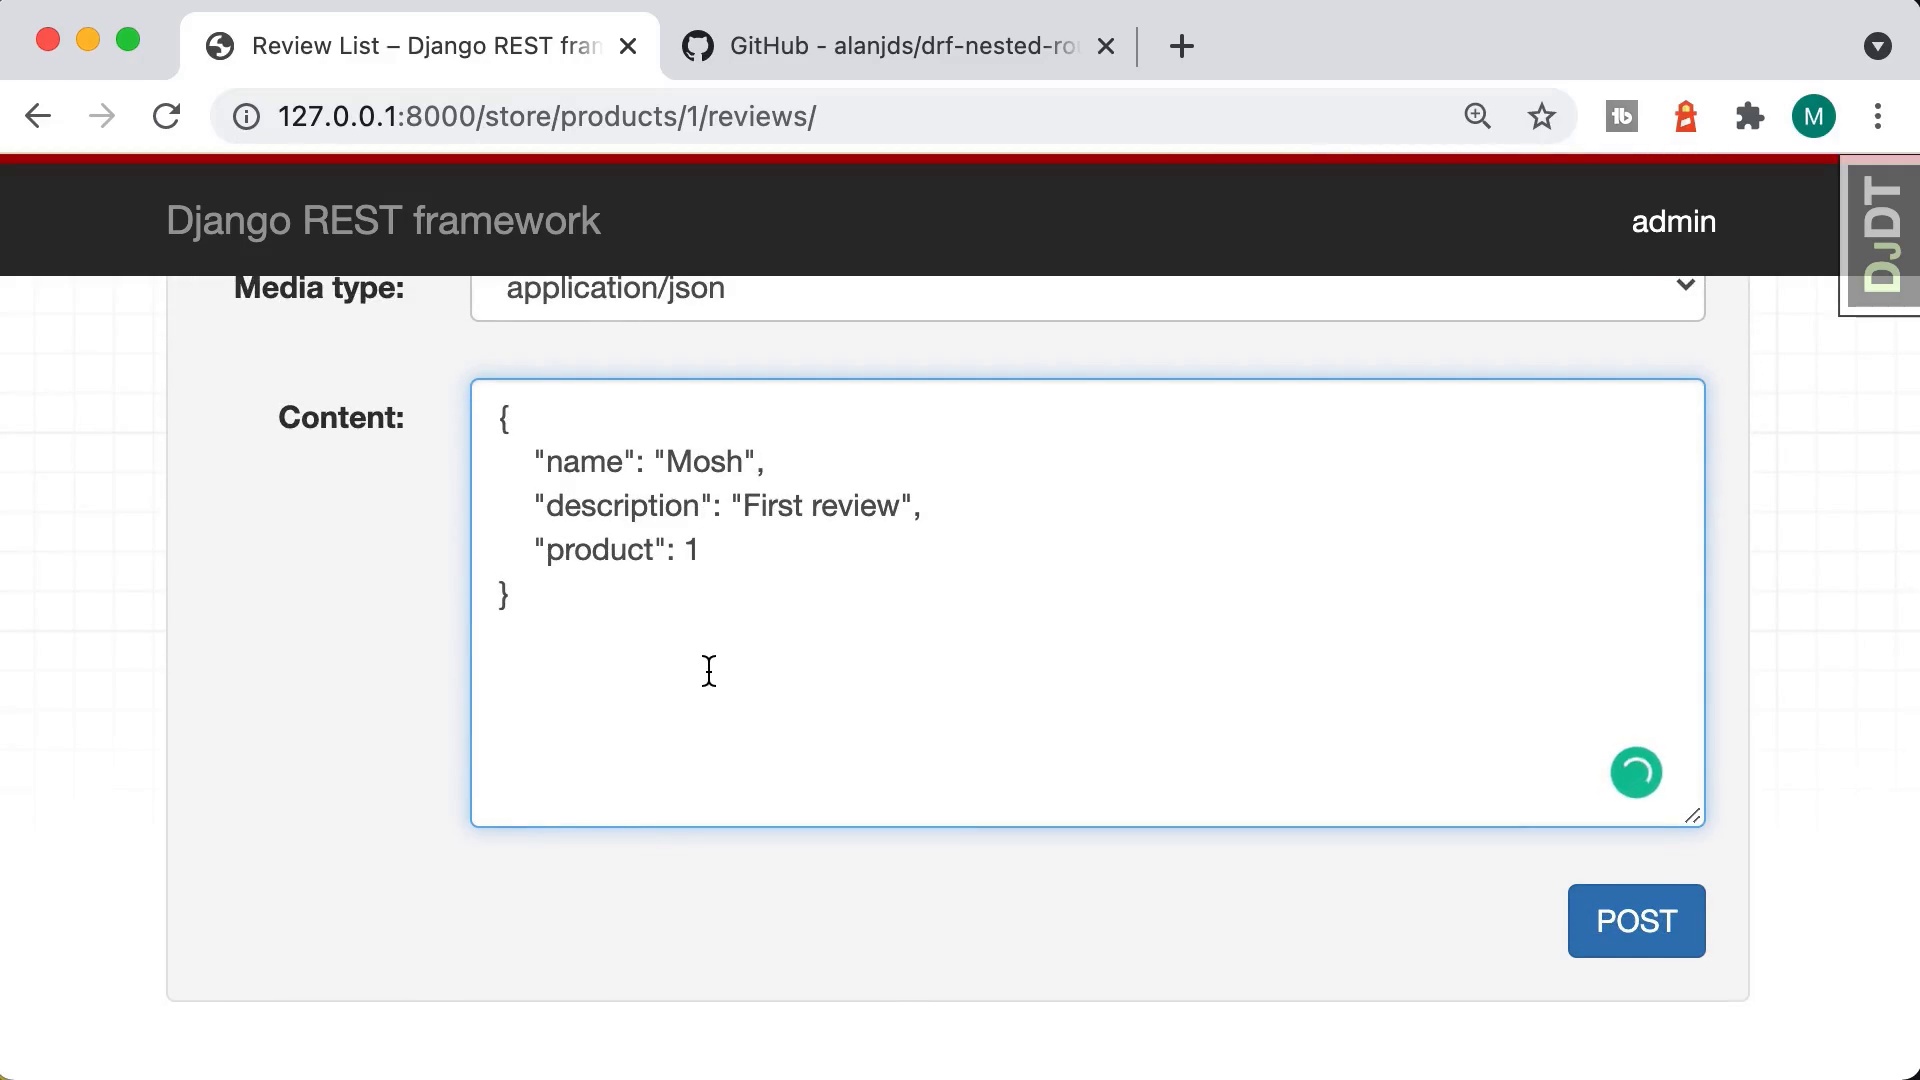 Review List – Django REST fran
GitHub - alanjds/drf-nested-ro
127.0.0.1:8000/store/products/1/reviews/
M
Django REST framework
admin
DJDT
Media type:
application/json
Content:
{
"name": "Mosh",
"description": "First review",
"product": 1
}
POST